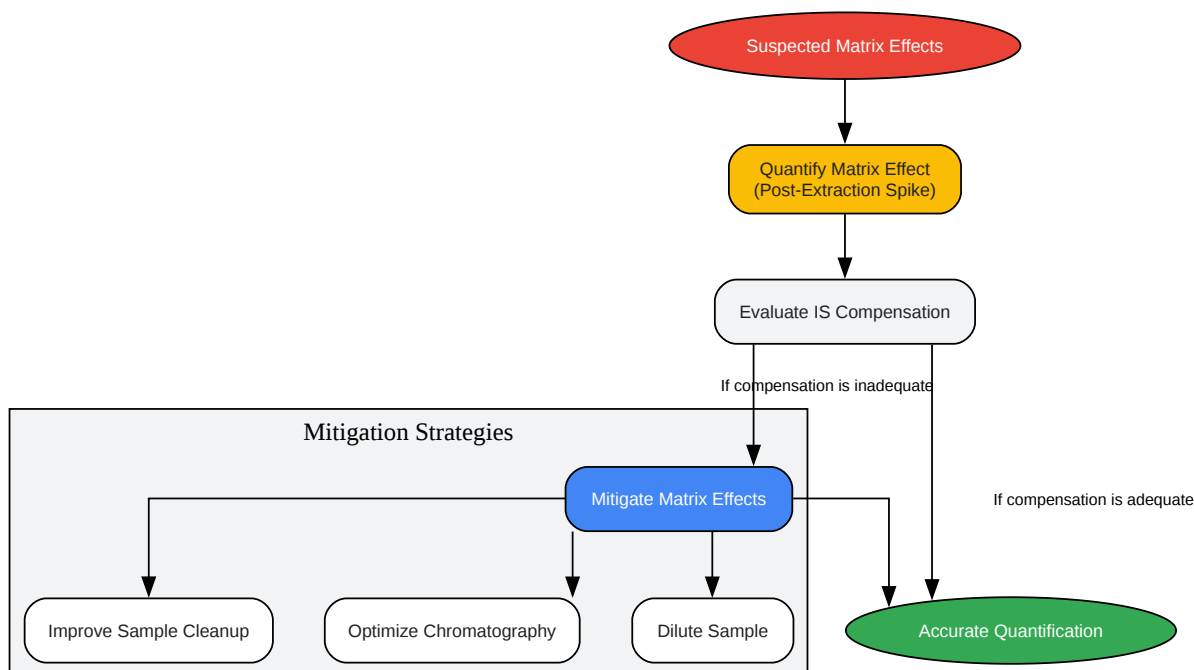 Suspected Matrix Effects
Quantify Matrix Effect
(Post-Extraction Spike)
Evaluate IS Compensation
If compensation is inadequate
Mitigation Strategies
Mitigate Matrix Effects
If compensation is adequate
Improve Sample Cleanup
Optimize Chromatography
Dilute Sample
Accurate Quantification